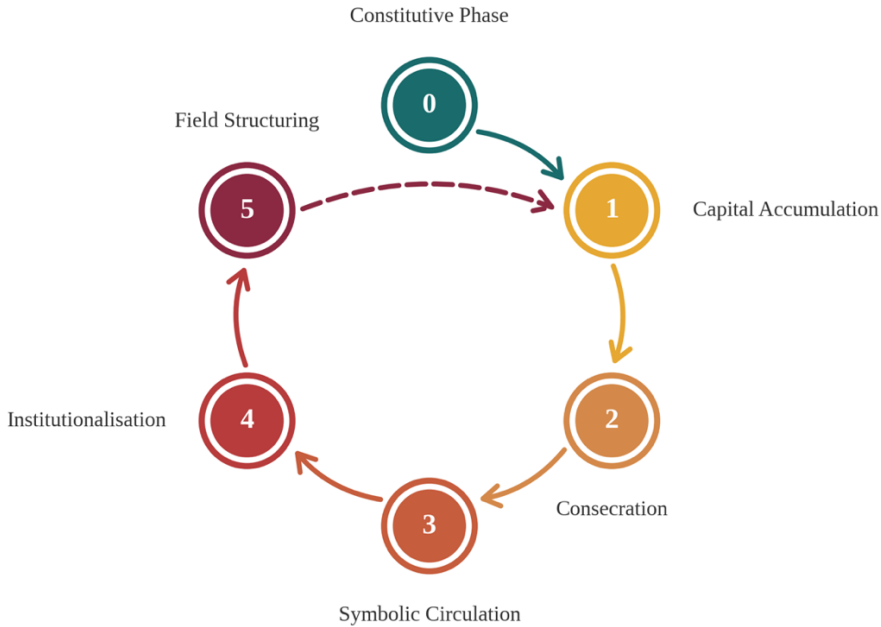 Constitutive Phase
0
Field Structuring
5
1
Capital Accumulation
Institutionalisation
4
2
Consecration
3
Symbolic Circulation